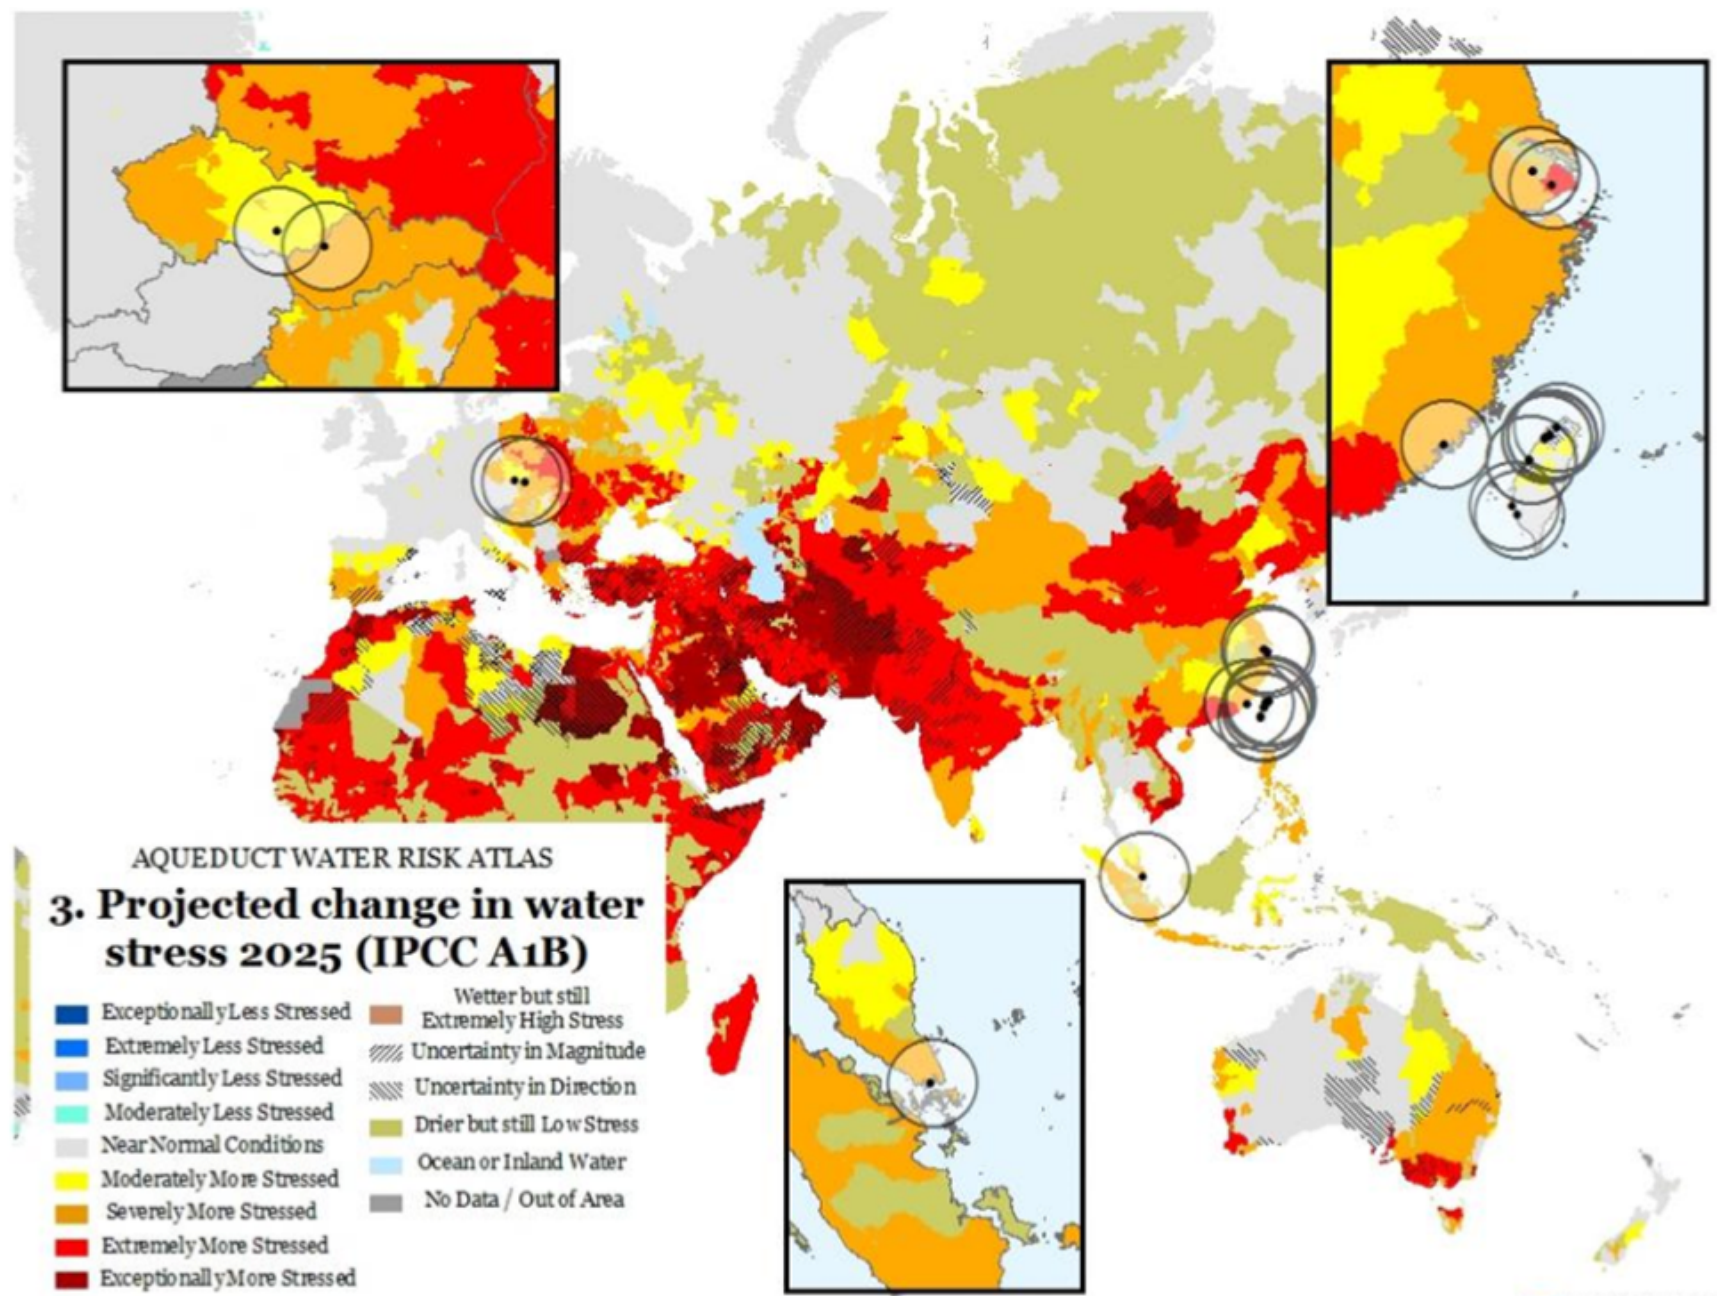 AQUEDUCT WATER RISK ATLAS
3. Projected change in water
stress 2025 (IPCC A1B)
Exceptionally Less Stressed
Extremely Less Stressed
Significantly Less Stressed
Moderately Less Stressed
Near Normal Conditions
Moderately More Stressed
Severely More Stressed
Extremely More Stressed
Exceptionally More Stressed
Wetter but still
Extremely High Stress
Uncertainty in Magnitude
Uncertainty in Direction
Drier but still Low Stress
Ocean or Inland Water
No Data / Out of Area